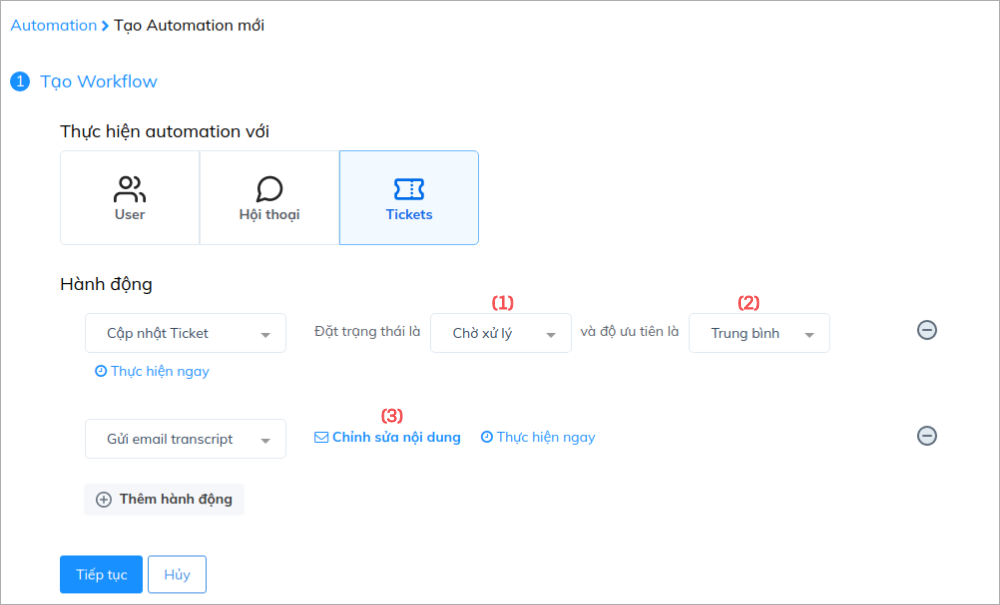 Automation > Tạo Automation mới
1 Tạo Workflow
Thực hiện automation với
User
Hội thoại
Tickets
Hành động
(1)
(2)
Cập nhật Ticket
Đặt trạng thái là
Chờ xử lý
và độ ưu tiên là
Trung bình
Thực hiện ngay
(3)
Gửi email transcript
Chỉnh sửa nội dung
Thực hiện ngay
Thêm hành động
Tiếp tục
Hủy